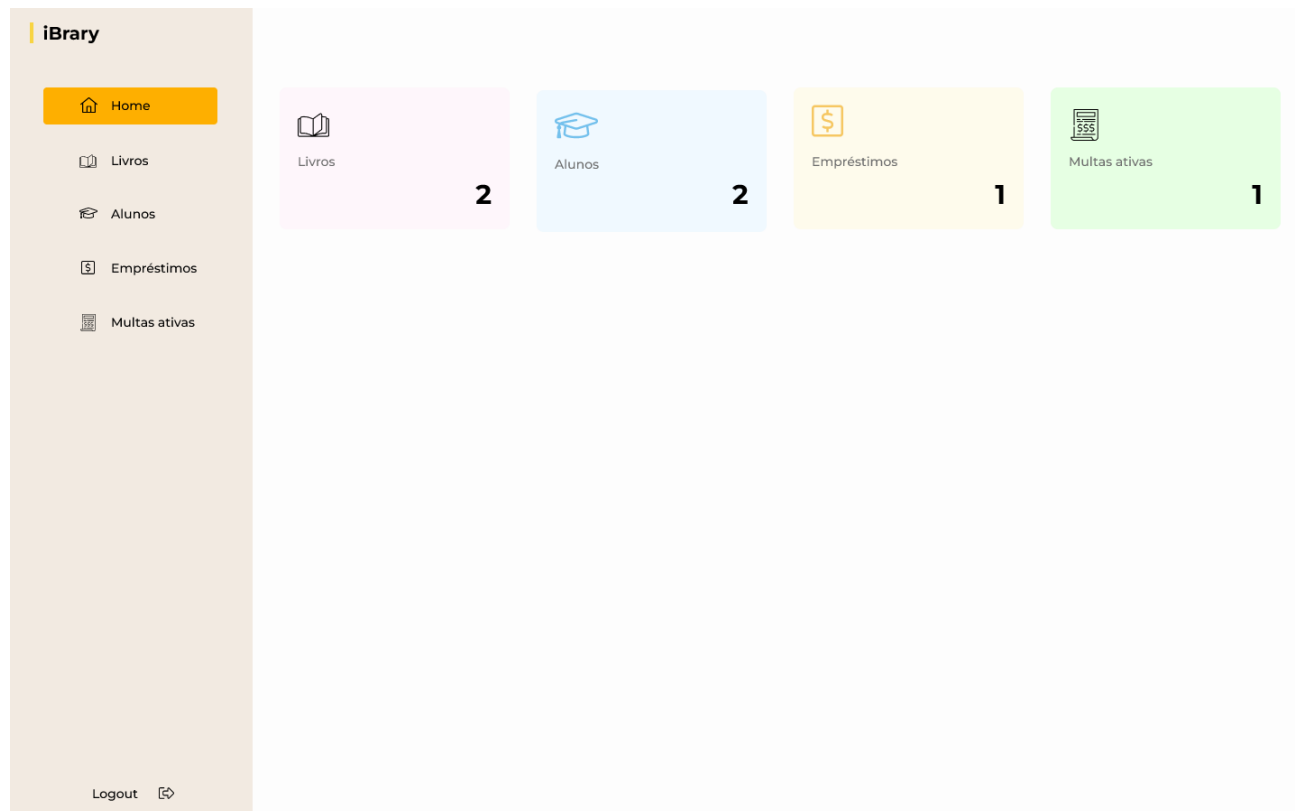 iBrary
Home
Livros
Alunos
Empréstimos
Multas ativas
Logout
Livros
2
Alunos
2
$
Empréstimos
1
$$$
Multas ativas
1